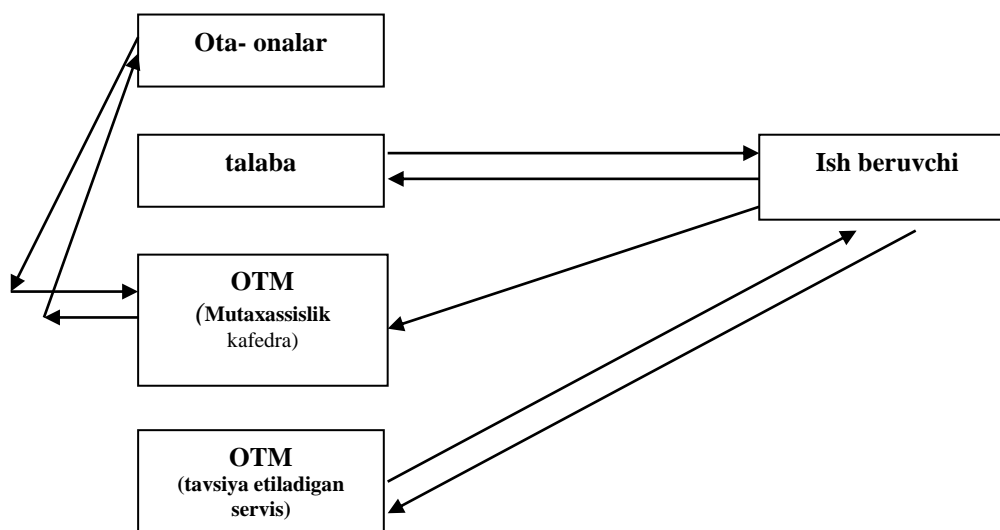 Ota- onalar
talaba
Ish beruvchi
OTM
(Mutaxassislik
kafedra)
OTM
(tavsiya etiladigan
servis)